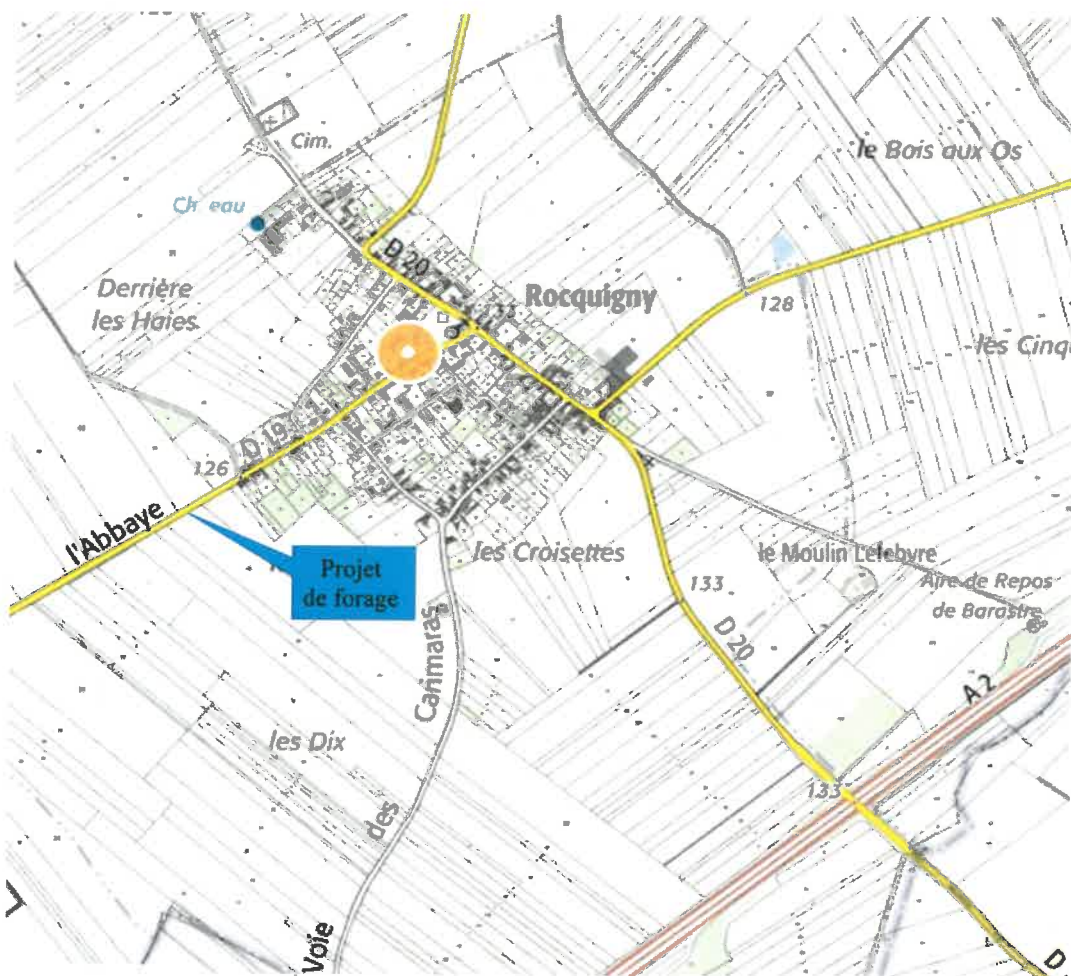 Cim.
le Bois aux Os
Ch eau
D 20
Derrière
les Haies
Rocquigny
128
les Cinq
D 19
126
l'Abbaye
les Croisettes
le Moulin Lefebvre
Projet
de forage
Aire de Repos
de Barastre
133
D 20
Canmaras
A 2
les Dix
133
des
Voie
D